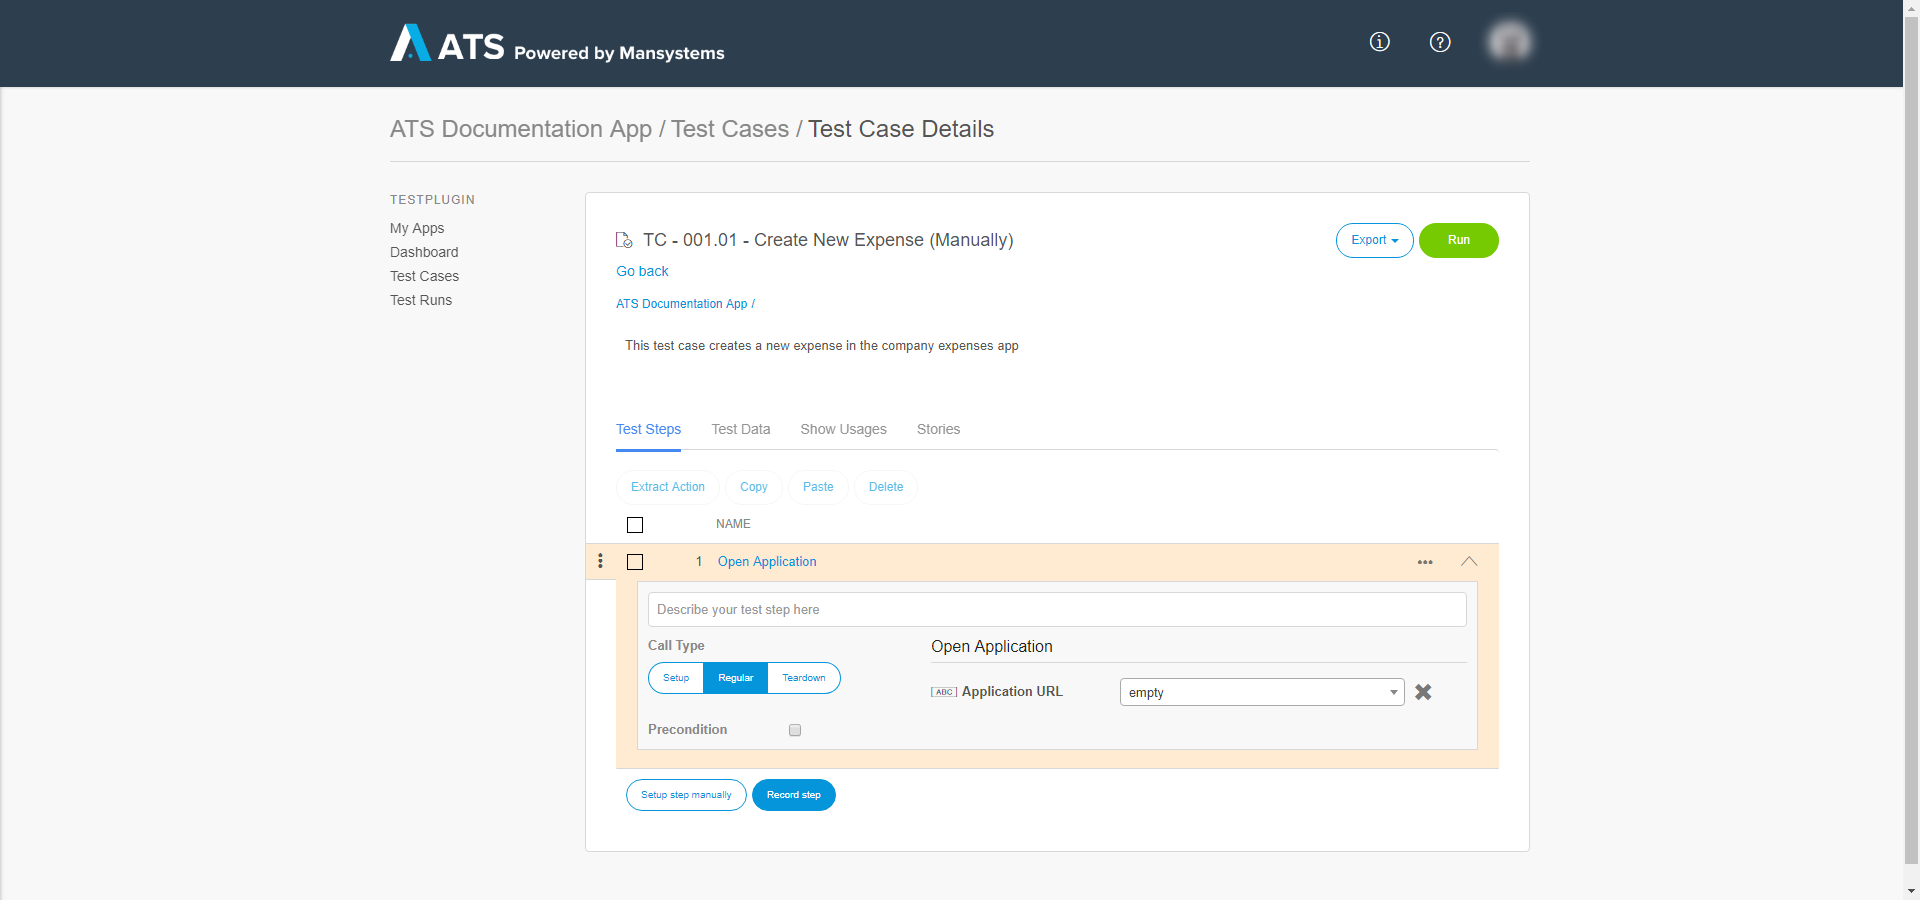 ATS Powered by Mansystems
ATS Documentation App / Test Cases / Test Case Details
TESTPLUGIN
My Apps
Dashboard
Test Cases
Test Runs
TC - 001.01 - Create New Expense (Manually)
Export
Run
Go back
ATS Documentation App /
This test case creates a new expense in the company expenses app
Test Steps
Test Data
Show Usages
Stories
Extract Action
Copy
Paste
Delete
NAME
1 Open Application
Describe your test step here
Call Type
Setup
Regular
Teardown
Precondition
Open Application
ABC Application URL
empty
Setup step manually
Record step